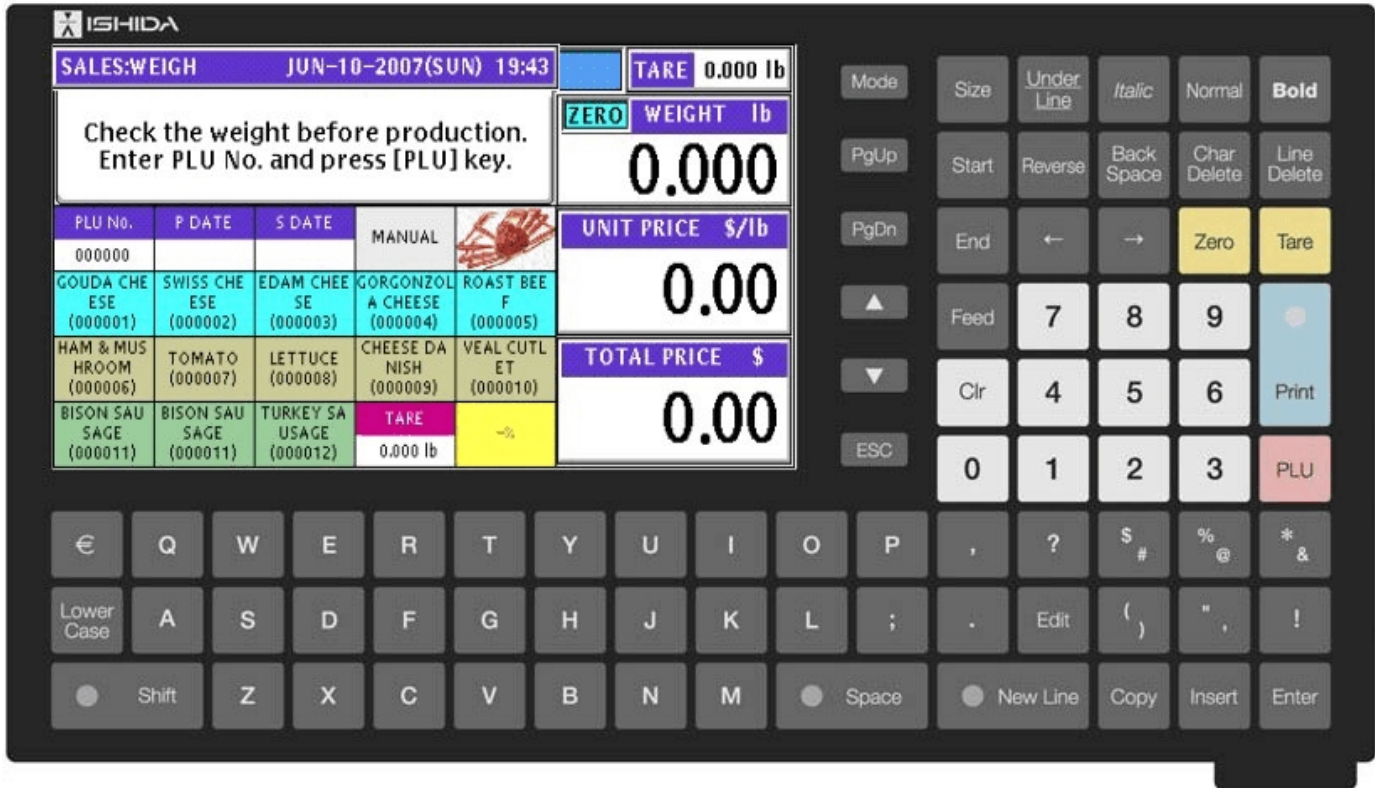 ISHIDA
SALES:WEIGH JUN-10-2007(SUN) 19:43
TARE 0.000 lb
Check the weight before production.
Enter PLU No. and press [PLU] key.
ZERO WEIGHT lb
0.000
PLU No. P DATE S DATE MANUAL
000000
UNIT PRICE $/lb
0.00
GOUDA CHE
ESE
(000001)
SWISS CHE
ESE
(000002)
EDAM CHEE
SE
(000003)
GORGONZOL
A CHEESE
(000004)
ROAST BEE
F
(000005)
HAM & MUS
HROOM
(000006)
TOMATO
(000007)
LETTUCE
(000008)
CHEESE DA
NISH
(000009)
VEAL CUTL
ET
(000010)
TOTAL PRICE $
0.00
BISON SAU
SAGE
(000011)
BISON SAU
SAGE
(000011)
TURKEY SA
USAGE
(000012)
TARE
0.000 lb
-%
Mode
PgUp
PgDn
▲
▼
ESC
Size Under Line Italic Normal Bold
Start Reverse Back Space Char Delete Line Delete
End ← → Zero Tare
Feed 7 8 9
Clr 4 5 6 Print
0 1 2 3 PLU
€ Q W E R T Y U I O P , ? $ # % @ * &
Lower Case A S D F G H J K L ; . Edit ( ) " , !
Shift Z X C V B N M Space New Line Copy Insert Enter